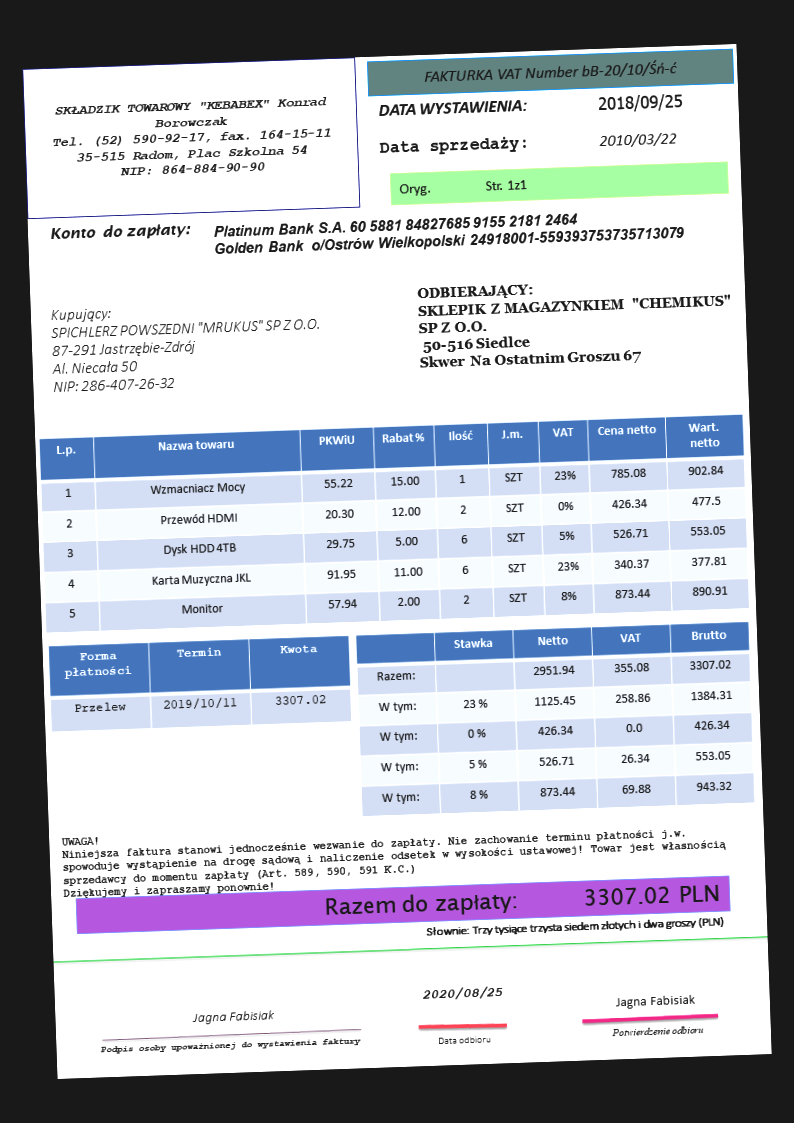 SKŁADZIK TOWAROWY "KEBABEX" Konrad
Borowczak
Tel. (52) 590-92-17, fax. 164-15-11
35-515 Radom, Plac Szkolna 54
NIP: 864-884-90-90
FAKTURKA VAT Number bB-20/10/Śń-ć
DATA WYSTAWIENIA: 2018/09/25
Data sprzedaży: 2010/03/22
Oryg. Str. 1z1
Konto do zapłaty: Platinum Bank S.A. 60 5881 84827685 9155 2181 2464
Golden Bank o/Ostrów Wielkopolski 24918001-559393753735713079
Kupujący:
SPICHLERZ POWSZEDNI "MRUKUS" SP Z O.O.
87-291 Jastrzębie-Zdrój
Al. Niecała 50
NIP: 286-407-26-32
ODBIERAJĄCY:
SKLEPIK Z MAGAZYNKIEM "CHEMIKUS"
SP Z O.O.
50-516 Siedlce
Skwer Na Ostatnim Groszu 67
L.p. Nazwa towaru PKWiU Rabat% Ilość J.m. VAT Cena netto Wart. netto
1 Wzmacniacz Mocy 55.22 15.00 1 SZT 23% 785.08 902.84
2 Przewód HDMI 20.30 12.00 2 SZT 0% 426.34 477.5
3 Dysk HDD 4TB 29.75 5.00 6 SZT 5% 526.71 553.05
4 Karta Muzyczna JKL 91.95 11.00 6 SZT 23% 340.37 377.81
5 Monitor 57.94 2.00 2 SZT 8% 873.44 890.91
Forma płatności Termin Kwota
Przelew 2019/10/11 3307.02
Stawka Netto VAT Brutto
Razem: 2951.94 355.08 3307.02
W tym: 23 % 1125.45 258.86 1384.31
W tym: 0 % 426.34 0.0 426.34
W tym: 5 % 526.71 26.34 553.05
W tym: 8 % 873.44 69.88 943.32
UWAGA!
Niniejsza faktura stanowi jednocześnie wezwanie do zapłaty. Nie zachowanie terminu płatności j.w.
spowoduje wystąpienie na drogę sądową i naliczenie odsetek w wysokości ustawowej! Towar jest własnością
sprzedawcy do momentu zapłaty (Art. 589, 590, 591 K.C.)
Dziękujemy i zapraszamy ponownie!
Razem do zapłaty: 3307.02 PLN
Słownie: Trzy tysiące trzysta siedem złotych i dwa groszy (PLN)
Jagna Fabisiak
Podpis osoby upoważnionej do wystawienia faktury
2020/08/25
Data odbioru
Jagna Fabisiak
Potwierdzenie odbioru